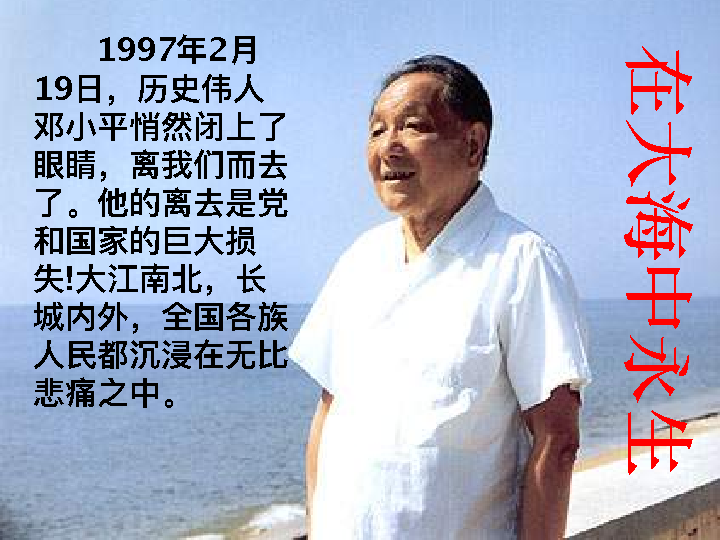 1997年2月
19日，历史伟人
邓小平悄然闭上了
眼睛，离我们而去
了。他的离去是党
和国家的巨大损
失!大江南北，长
城内外，全国各族
人民都沉浸在无比
悲痛之中。
在大海中永生